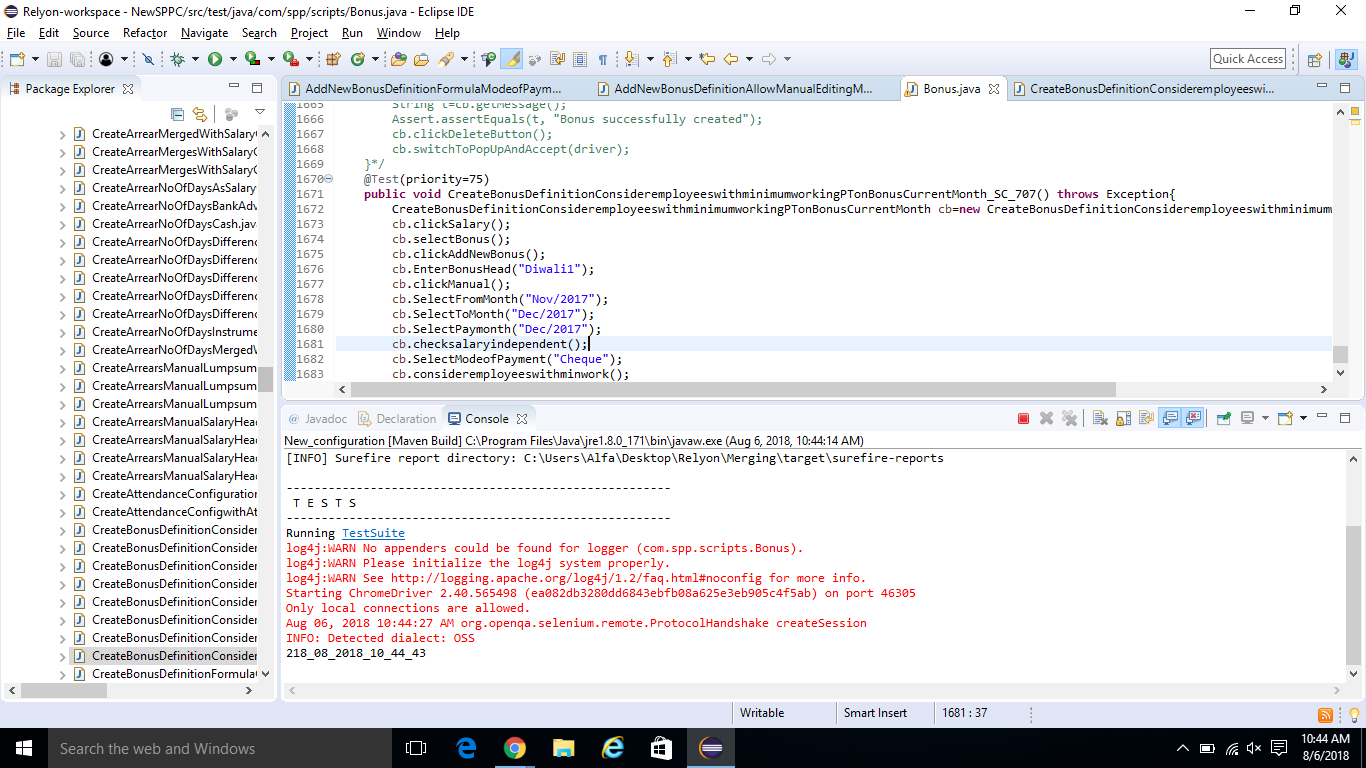 Relyon-workspace - NewSPPC/src/test/java/com/spp/scripts/Bonus.java - Eclipse IDE
File Edit Source Refactor Navigate Search Project Run Window Help
Quick Access
Package Explorer
CreateArrearMergedWithSalary
CreateArrearMergesWithSalaryC
CreateArrearMergesWithSalaryC
CreateArrearNoOfDaysAsSalary
CreateArrearNoOfDaysBankAdv
CreateArrearNoOfDaysCash.jav
CreateArrearNoOfDaysDifferenc
CreateArrearNoOfDaysDifferenc
CreateArrearNoOfDaysDifferenc
CreateArrearNoOfDaysDifferenc
CreateArrearNoOfDaysDifferenc
CreateArrearNoOfDaysInstrume
CreateArrearNoOfDaysMergedW
CreateArrearsManualLumpsum
CreateArrearsManualLumpsum
CreateArrearsManualLumpsum
CreateArrearsManualSalaryHead
CreateArrearsManualSalaryHead
CreateArrearsManualSalaryHead
CreateArrearsManualSalaryHead
CreateAttendanceConfiguration
CreateAttendanceConfigwithAt
CreateBonusDefinitionConsider
CreateBonusDefinitionConsider
CreateBonusDefinitionConsider
CreateBonusDefinitionConsider
CreateBonusDefinitionConsider
CreateBonusDefinitionConsider
CreateBonusDefinitionConsider
CreateBonusDefinitionConsider
CreateBonusDefinitionFormula
AddNewBonusDefinitionFormulaModeofPaym... AddNewBonusDefinitionAllowManualEditingM... Bonus.java CreateBonusDefinitionConsideremployeeswi...
1665 String t=cb.getMessage();
1666 Assert.assertEquals(t, "Bonus successfully created");
1667 cb.clickDeleteButton();
1668 cb.switchToPopUpAndAccept(driver);
1669 }*/
1670 @Test(priority=75)
1671 public void CreateBonusDefinitionConsideremployeeswithminimumworkingPTonBonusCurrentMonth_SC_707() throws Exception{
1672 CreateBonusDefinitionConsideremployeeswithminimumworkingPTonBonusCurrentMonth cb=new CreateBonusDefinitionConsideremployeeswithminimum
1673 cb.clickSalary();
1674 cb.selectBonus();
1675 cb.clickAddNewBonus();
1676 cb.EnterBonusHead("Diwali1");
1677 cb.clickManual();
1678 cb.SelectFromMonth("Nov/2017");
1679 cb.SelectToMonth("Dec/2017");
1680 cb.SelectPaymonth("Dec/2017");
1681 cb.checksalaryindependent();
1682 cb.SelectModeofPayment("Cheque");
1683 cb.consideremployeeswithminwork();
Javadoc Declaration Console
New_configuration [Maven Build] C:\Program Files\Java\jre1.8.0_171\bin\javaw.exe (Aug 6, 2018, 10:44:14 AM)
[INFO] Surefire report directory: C:\Users\Alfa\Desktop\Relyon\Merging\target\surefire-reports
-------------------------------------------------------
T E S T S
-------------------------------------------------------
Running TestSuite
log4j:WARN No appenders could be found for logger (com.spp.scripts.Bonus).
log4j:WARN Please initialize the log4j system properly.
log4j:WARN See http://logging.apache.org/log4j/1.2/faq.html#noconfig for more info.
Starting ChromeDriver 2.40.565498 (ea082db3280dd6843ebfb08a625e3eb905c4f5ab) on port 46305
Only local connections are allowed.
Aug 06, 2018 10:44:27 AM org.openqa.selenium.remote.ProtocolHandshake createSession
INFO: Detected dialect: OSS
218_08_2018_10_44_43
Writable Smart Insert 1681 : 37
Search the web and Windows
10:44 AM
8/6/2018